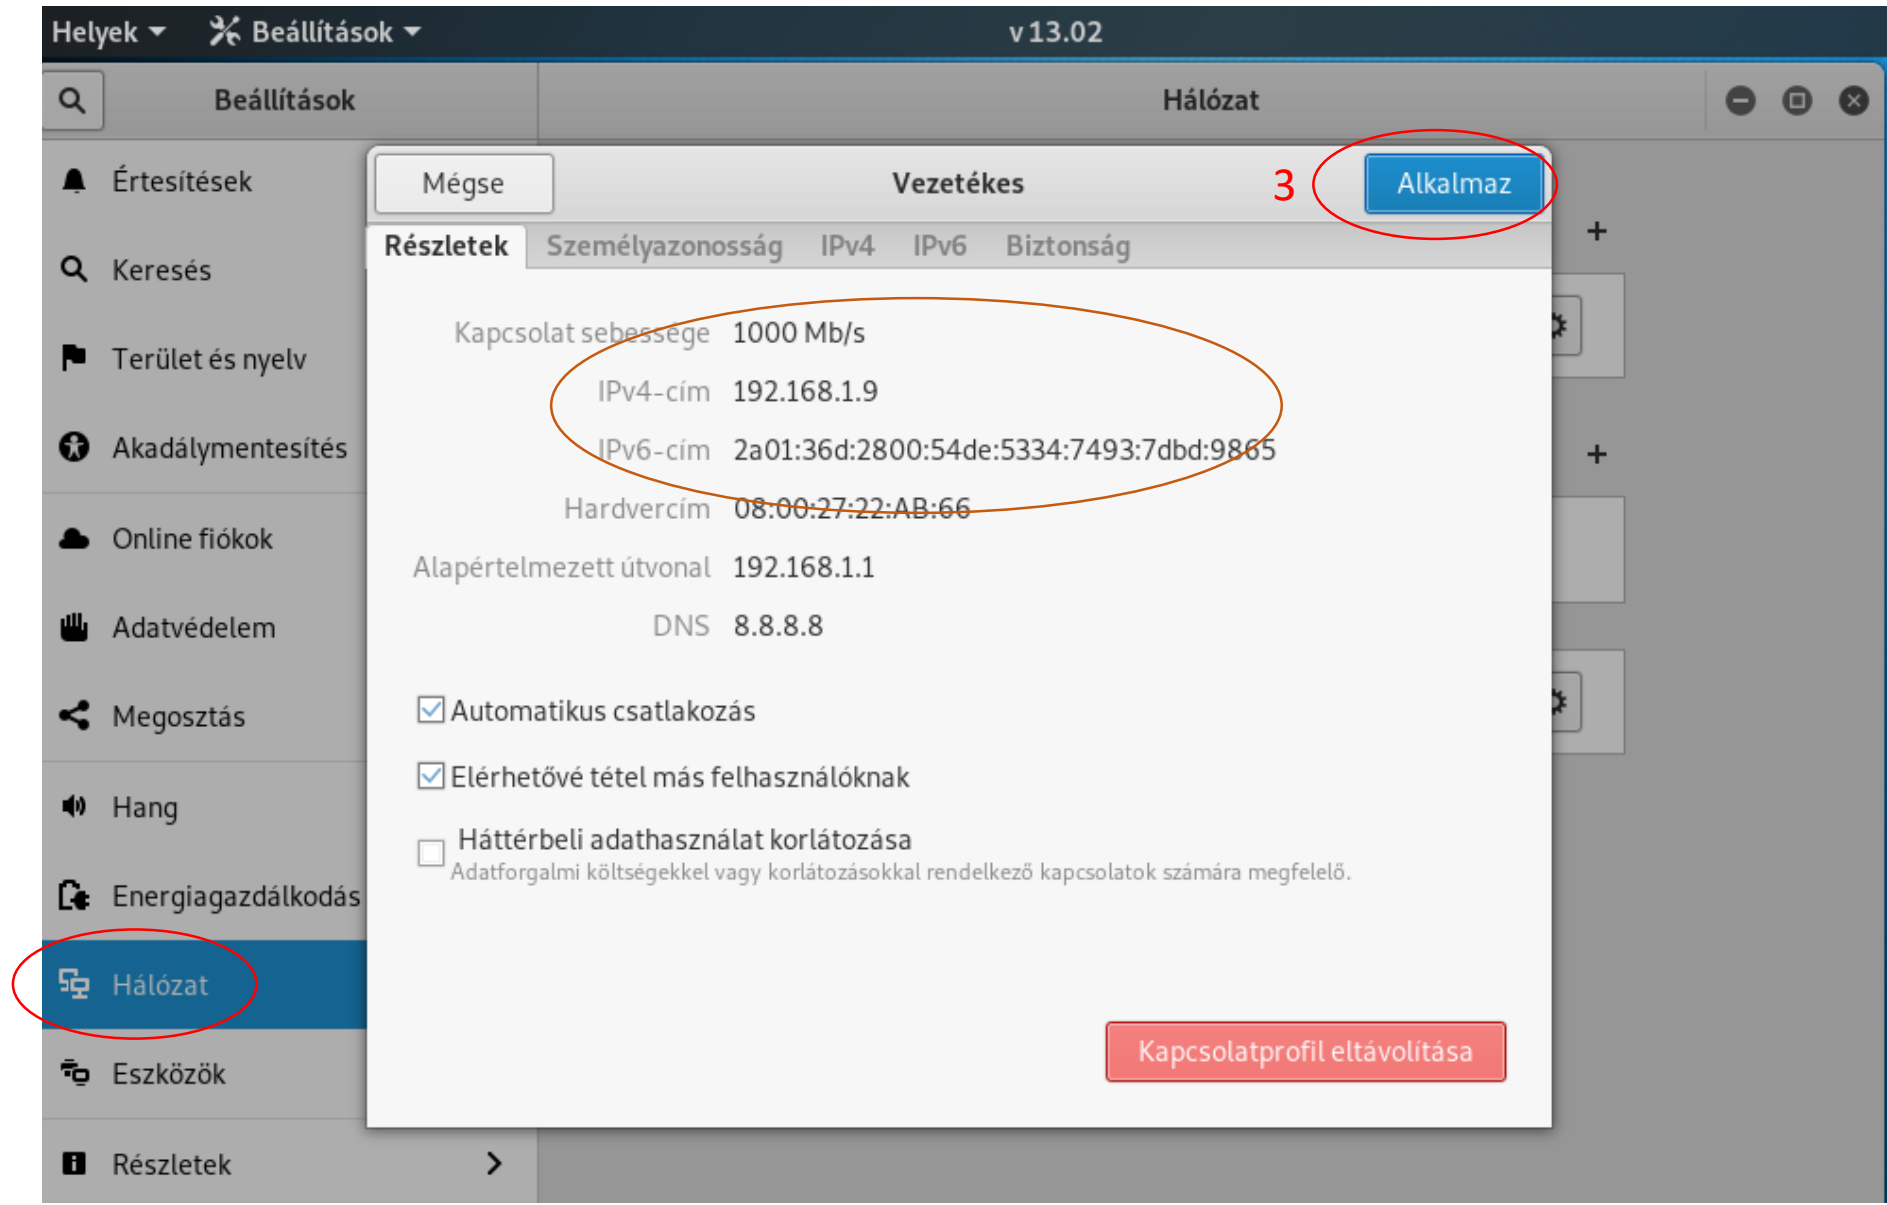 Helyek Beállítások v 13.02
Beállítások Hálózat
Értesítések
Keresés
Terület és nyelv
Akadálymentesítés
Online fiókok
Adatvédelem
Megosztás
Hang
Energiagazdálkodás
Hálózat
Eszközök
Részletek
Mégse Vezetékes 3 Alkalmaz
Részletek Személyazonosság IPv4 IPv6 Biztonság
Kapcsolat sebessége 1000 Mb/s
IPv4-cím 192.168.1.9
IPv6-cím 2a01:36d:2800:54de:5334:7493:7dbd:9865
Hardvercím 08:00:27:22:AB:66
Alapértelmezett útvonal 192.168.1.1
DNS 8.8.8.8
Automatikus csatlakozás
Elérhetővé tétel más felhasználóknak
Háttérbeli adathasználat korlátozása
Adatforgalmi költségekkel vagy korlátozásokkal rendelkező kapcsolatok számára megfelelő.
Kapcsolatprofil eltávolítása